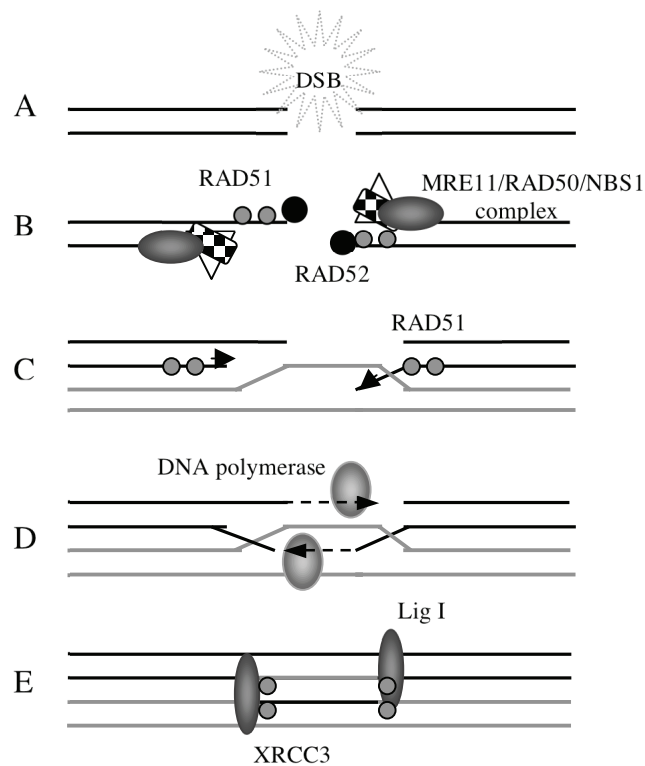 DSB
A
RAD51
MRE11/RAD50/NBS1
complex
B
RAD52
RAD51
C
DNA polymerase
D
Lig I
E
XRCC3